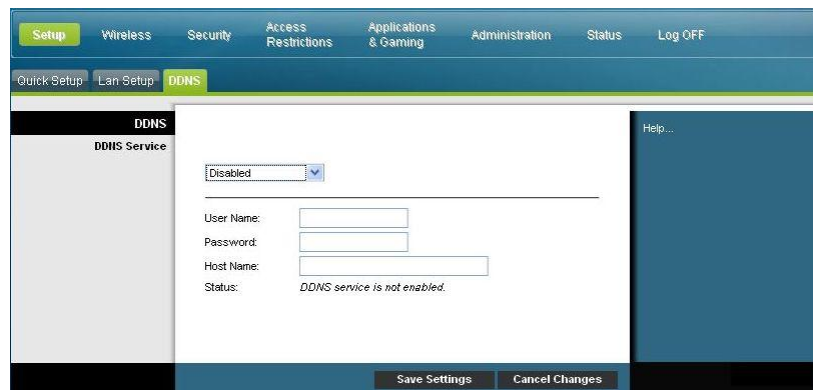 Setup Wireless Security Access Restrictions Applications & Gaming Administration Status Log OFF
Quick Setup Lan Setup DDNS
DDNS
Help...
DDNS Service
Disabled
User Name:
Password:
Host Name:
Status: DDNS service is not enabled.
Save Settings Cancel Changes